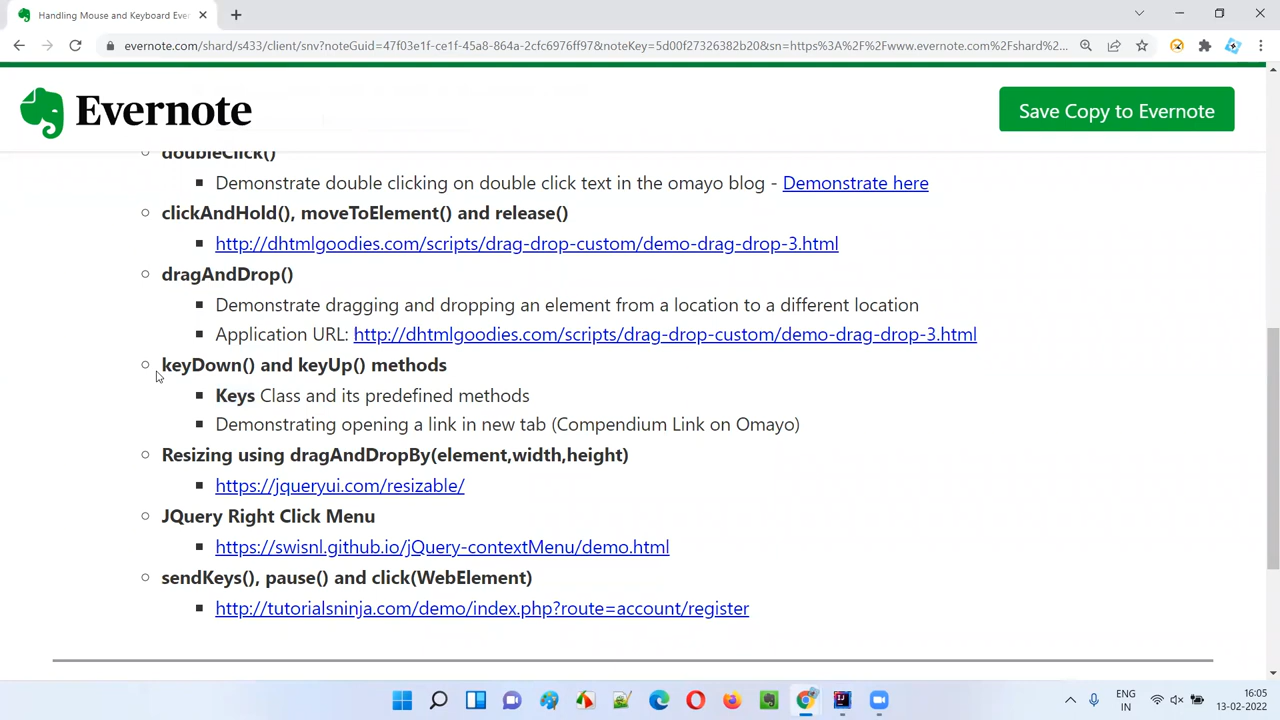 Handling Mouse and Keyboard Ever
evernote.com/shard/s433/client/snv?noteGuid=47f03e1f-ce1f-45a8-864a-2cfc6976ff97&noteKey=5d00f27326382b20&sn=https%3A%2F%2Fwww.evernote.com%2Fshard%2...
Evernote
Save Copy to Evernote
doubleClick()
Demonstrate double clicking on double click text in the omayo blog - Demonstrate here
clickAndHold(), moveToElement() and release()
http://dhtmlgoodies.com/scripts/drag-drop-custom/demo-drag-drop-3.html
dragAndDrop()
Demonstrate dragging and dropping an element from a location to a different location
Application URL: http://dhtmlgoodies.com/scripts/drag-drop-custom/demo-drag-drop-3.html
keyDown() and keyUp() methods
Keys Class and its predefined methods
Demonstrating opening a link in new tab (Compendium Link on Omayo)
Resizing using dragAndDropBy(element,width,height)
https://jqueryui.com/resizable/
JQuery Right Click Menu
https://swisnl.github.io/jQuery-contextMenu/demo.html
sendKeys(), pause() and click(WebElement)
http://tutorialsninja.com/demo/index.php?route=account/register
ENG
IN
16:05
13-02-2022